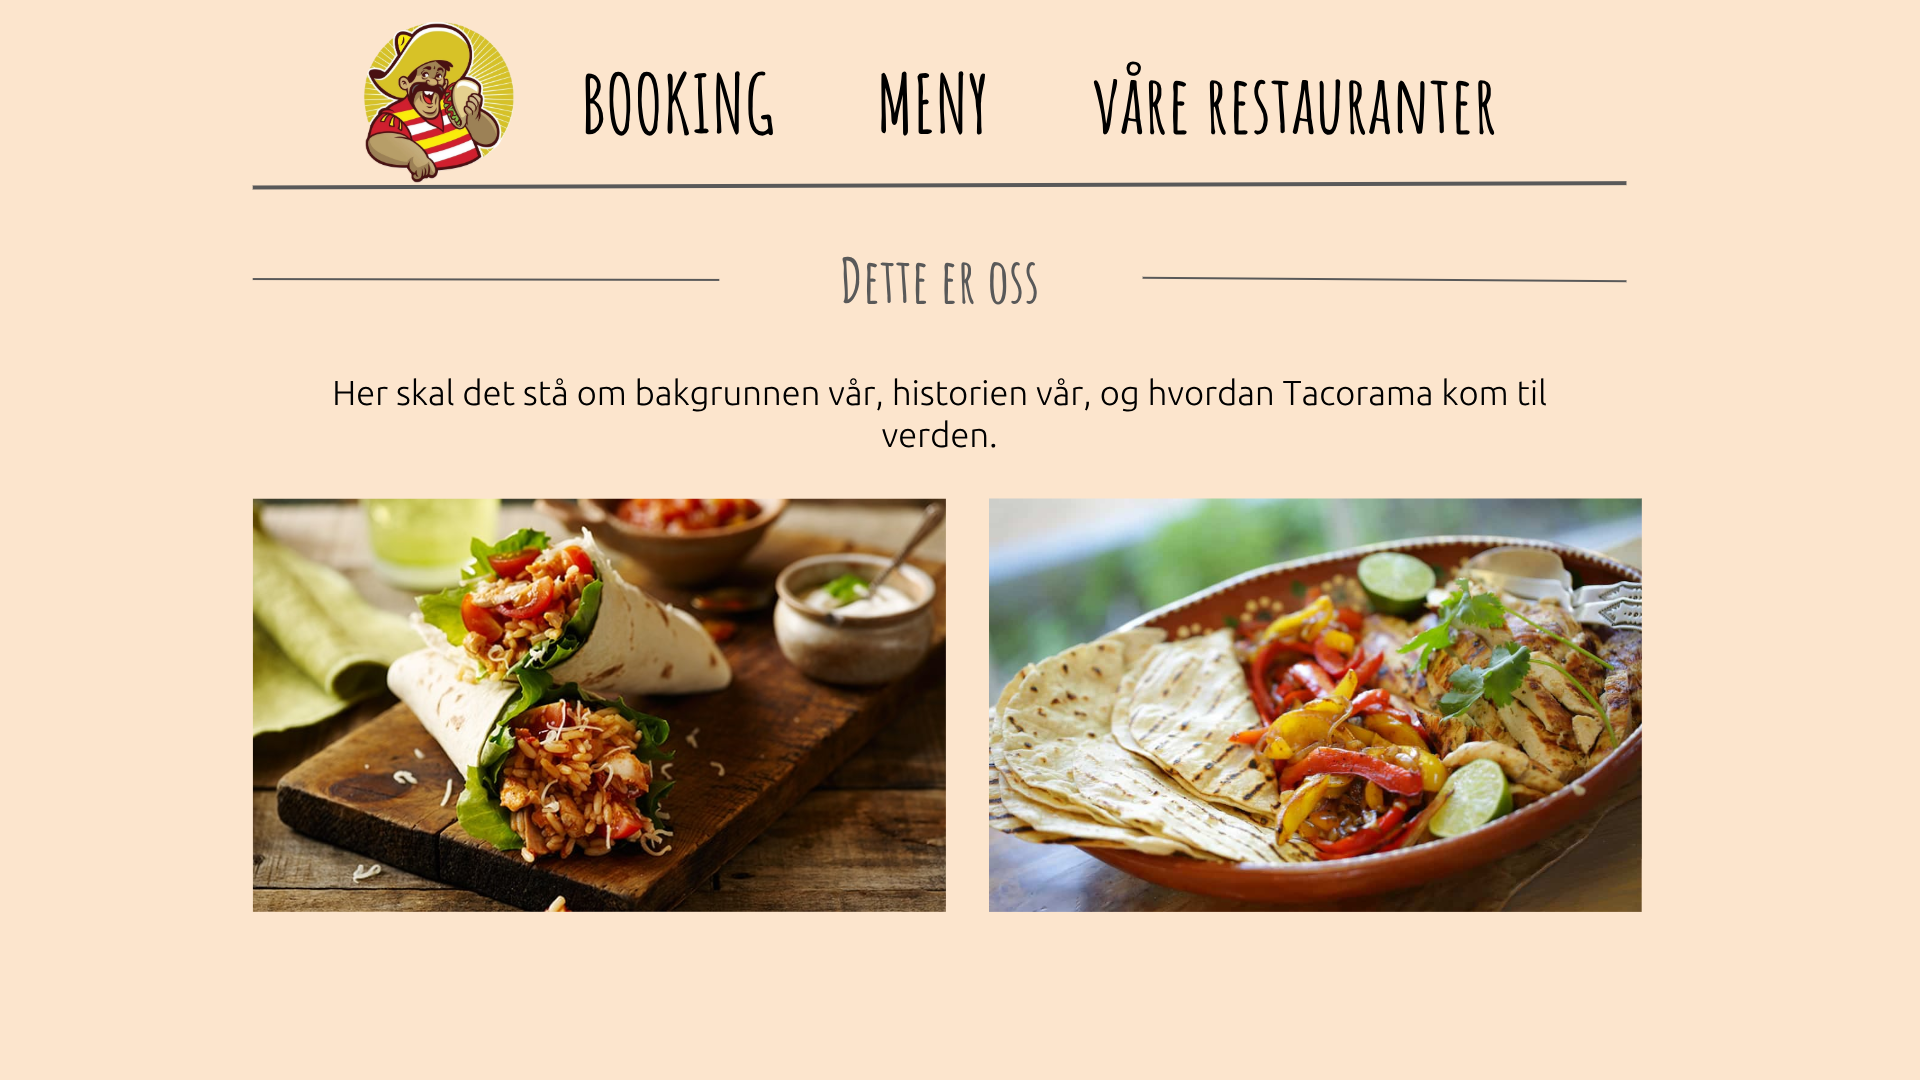 BOOKING MENY VÅRE RESTAURANTER
Dette er oss
Her skal det stå om bakgrunnen vår, historien vår, og hvordan Tacorama kom til
verden.